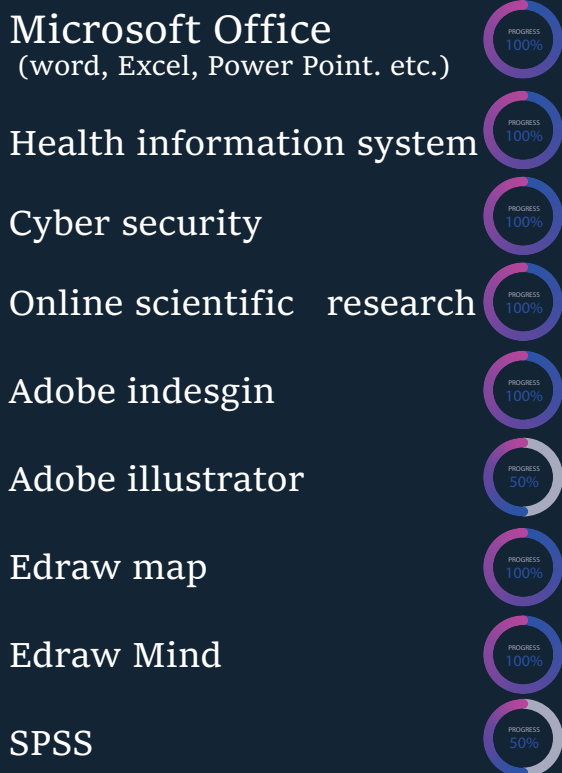 Microsoft Office
PROGRESS
100%
(word, Excel, Power Point. etc.)
Health information system
PROGRESS
100%
Cyber security
PROGRESS
100%
Online scientific research
PROGRESS
100%
Adobe indesgin
PROGRESS
100%
Adobe illustrator
PROGRESS
50%
Edraw map
PROGRESS
100%
Edraw Mind
PROGRESS
100%
SPSS
PROGRESS
50%